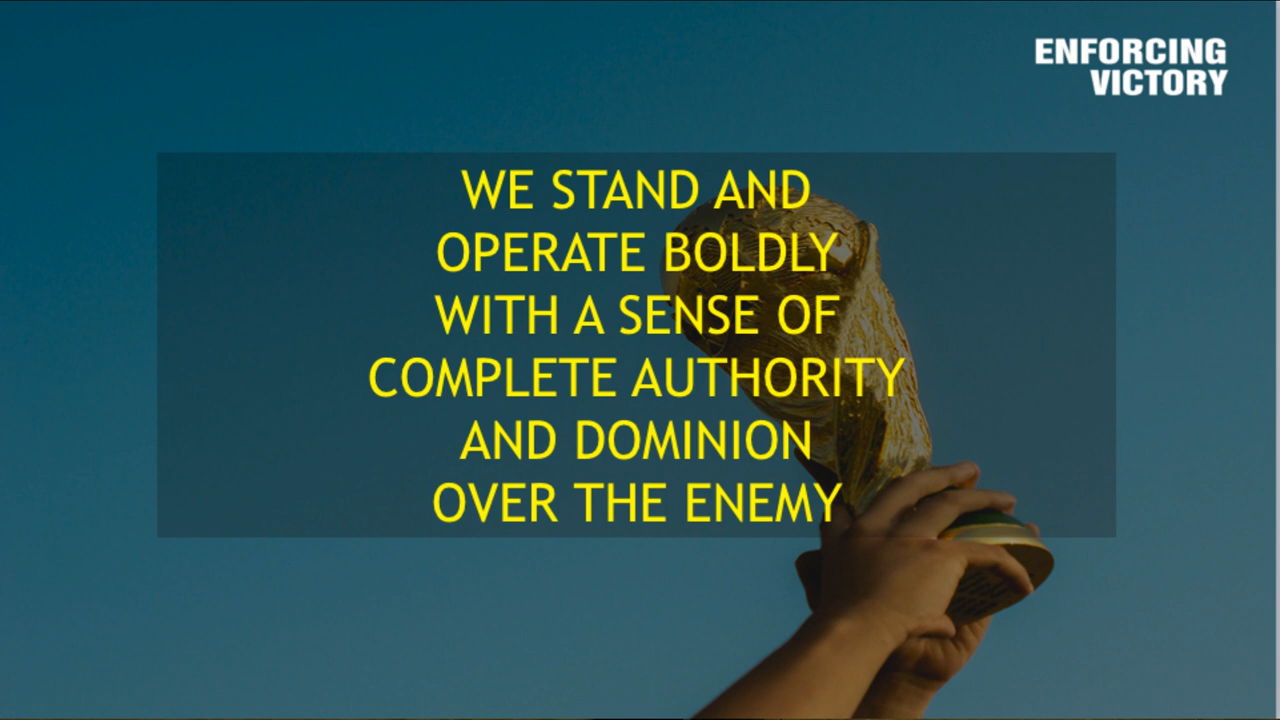 ENFORCING
VICTORY
WE STAND AND
OPERATE BOLDLY
WITH A SENSE OF
COMPLETE AUTHORITY
AND DOMINION
OVER THE ENEMY